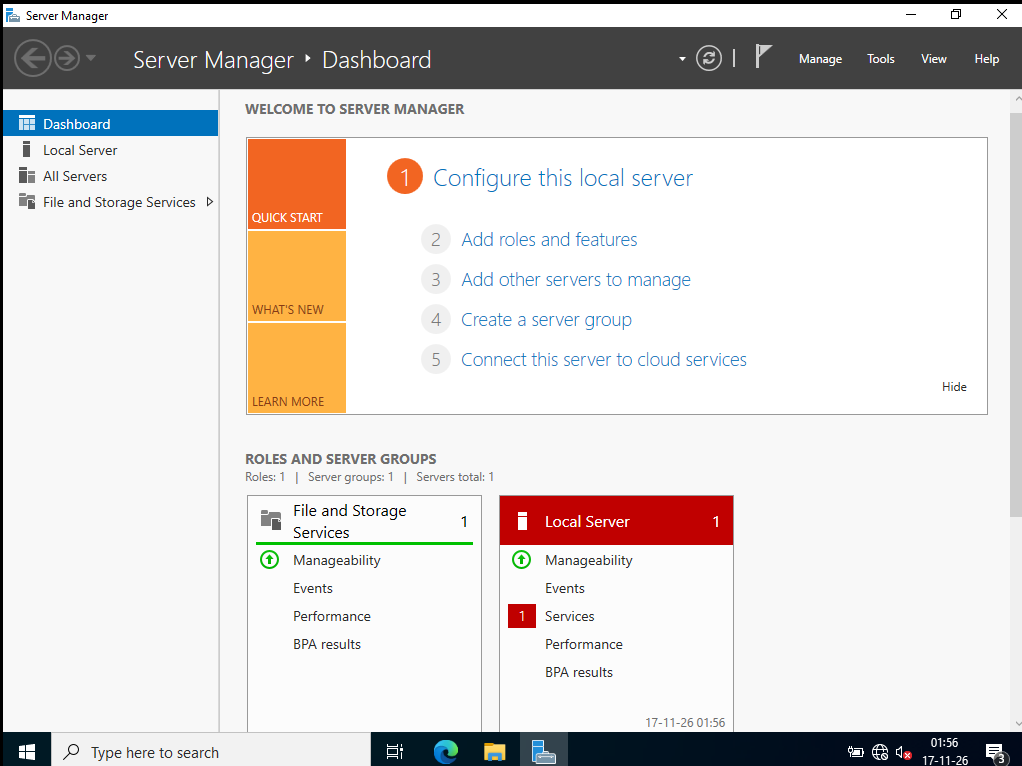 Server Manager
Server Manager ‣ Dashboard
Manage Tools View Help
Dashboard
Local Server
All Servers
File and Storage Services
WELCOME TO SERVER MANAGER
QUICK START
WHAT'S NEW
LEARN MORE
1 Configure this local server
2 Add roles and features
3 Add other servers to manage
4 Create a server group
5 Connect this server to cloud services
Hide
ROLES AND SERVER GROUPS
Roles: 1 | Server groups: 1 | Servers total: 1
File and Storage
Services 1
Manageability
Events
Performance
BPA results
Local Server 1
Manageability
Events
1 Services
Performance
BPA results
17-11-26 01:56
Type here to search
01:56
17-11-26
3